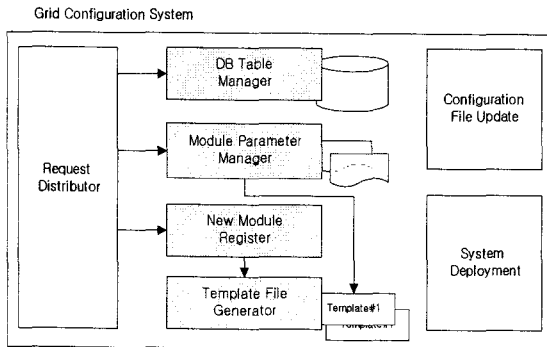 Grid Configuration System
DB Table
Manager
Configuration
File Update
Module Parameter
Manager
Request
Distributor
New Module
Register
System
Deployment
Template File
Generator
Template#1